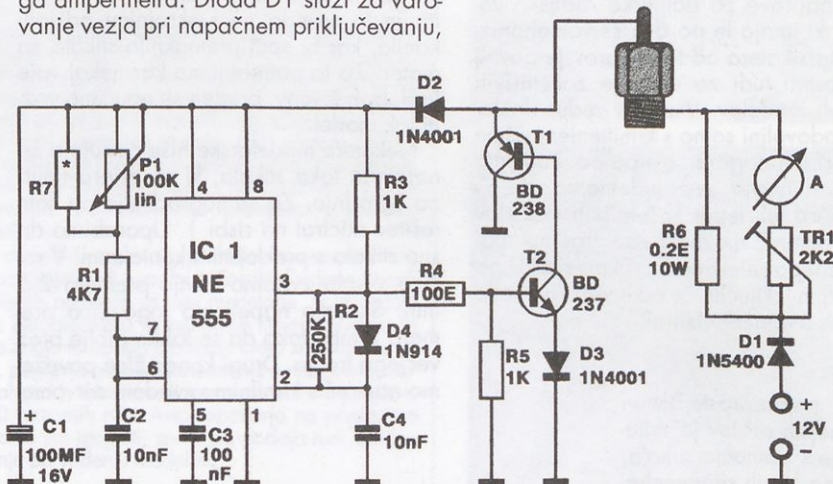 ga ampermetra. Dioda D1 služi za varo-
vanje vezja pri napačnem priključevanju,
D2
1N4001
T1
BD
238
A
R7
*
P1
100K
lin
R3
1K
4
8
R6
0.2E
10W
TR1
2K2
IC 1
NE
555
R1
4K7
3
R4
100E
T2
BD
237
R2
250K
D4
1N914
7
6
2
R5
1K
D3
1N4001
D1
1N5400
+
C1
100MF
16V
C2
10nF
5
C3
100
nF
1
C4
10nF
+
12V
-